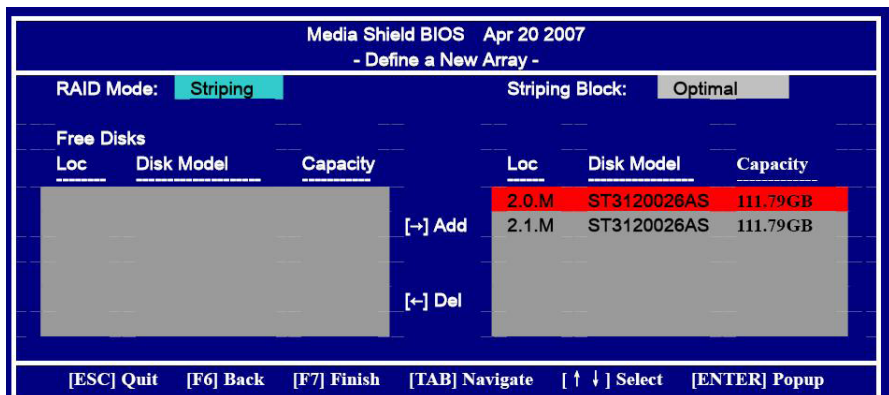 Media Shield BIOS Apr 20 2007
- Define a New Array -
RAID Mode: Striping Striping Block: Optimal
Free Disks
Loc Disk Model Capacity Loc Disk Model Capacity
2.0.M ST3120026AS 111.79GB
[→] Add 2.1.M ST3120026AS 111.79GB
[←] Del
[ESC] Quit [F6] Back [F7] Finish [TAB] Navigate [↑↓] Select [ENTER] Popup